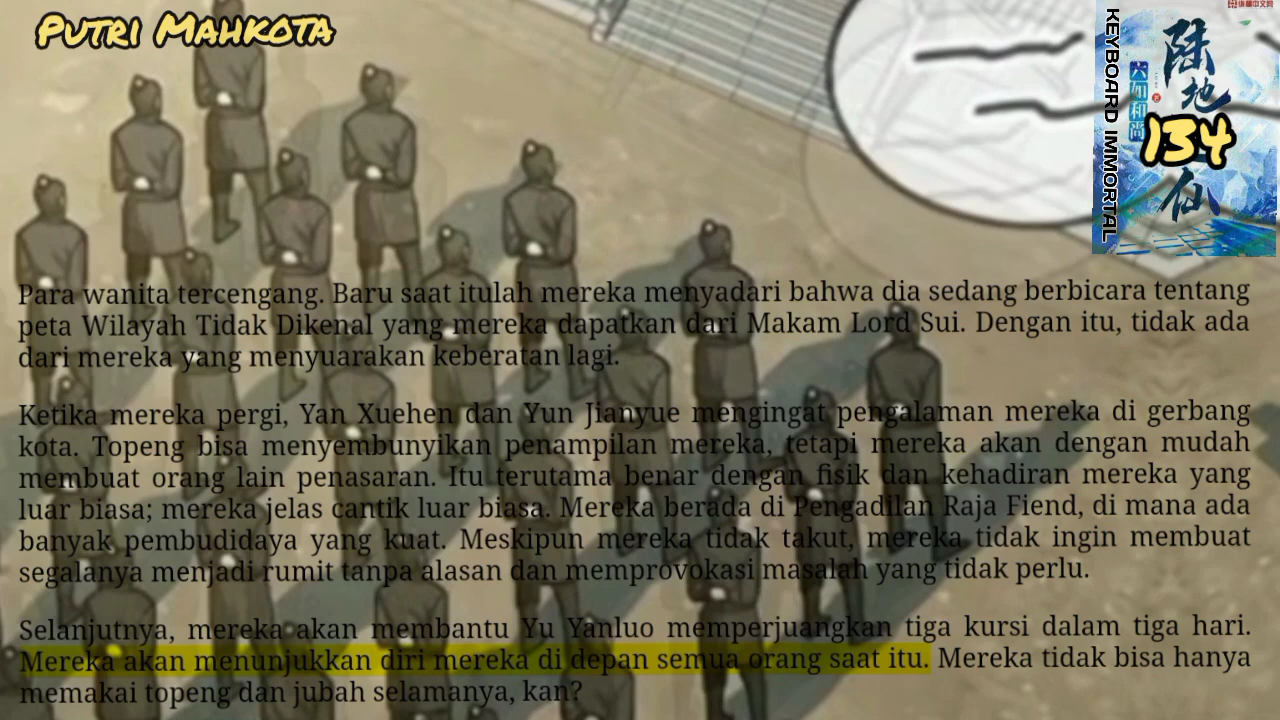 Putri Mahkota
KEYBOARD IMMORTAL
陆地
仙
134
Para wanita tercengang. Baru saat itulah mereka menyadari bahwa dia sedang berbicara tentang
peta Wilayah Tidak Dikenal yang mereka dapatkan dari Makam Lord Sui. Dengan itu, tidak ada
dari mereka yang menyuarakan keberatan lagi.
Ketika mereka pergi, Yan Xuehen dan Yun Jianyue mengingat pengalaman mereka di gerbang
kota. Topeng bisa menyembunyikan penampilan mereka, tetapi mereka akan dengan mudah
membuat orang lain penasaran. Itu terutama benar dengan fisik dan kehadiran mereka yang
luar biasa; mereka jelas cantik luar biasa. Mereka berada di Pengadilan Raja Fiend, di mana ada
banyak pembudidaya yang kuat. Meskipun mereka tidak takut, mereka tidak ingin membuat
segalanya menjadi rumit tanpa alasan dan memprovokasi masalah yang tidak perlu.
Selanjutnya, mereka akan membantu Yu Yanluo memperjuangkan tiga kursi dalam tiga hari.
Mereka akan menunjukkan diri mereka di depan semua orang saat itu. Mereka tidak bisa hanya
memakai topeng dan jubah selamanya, kan?